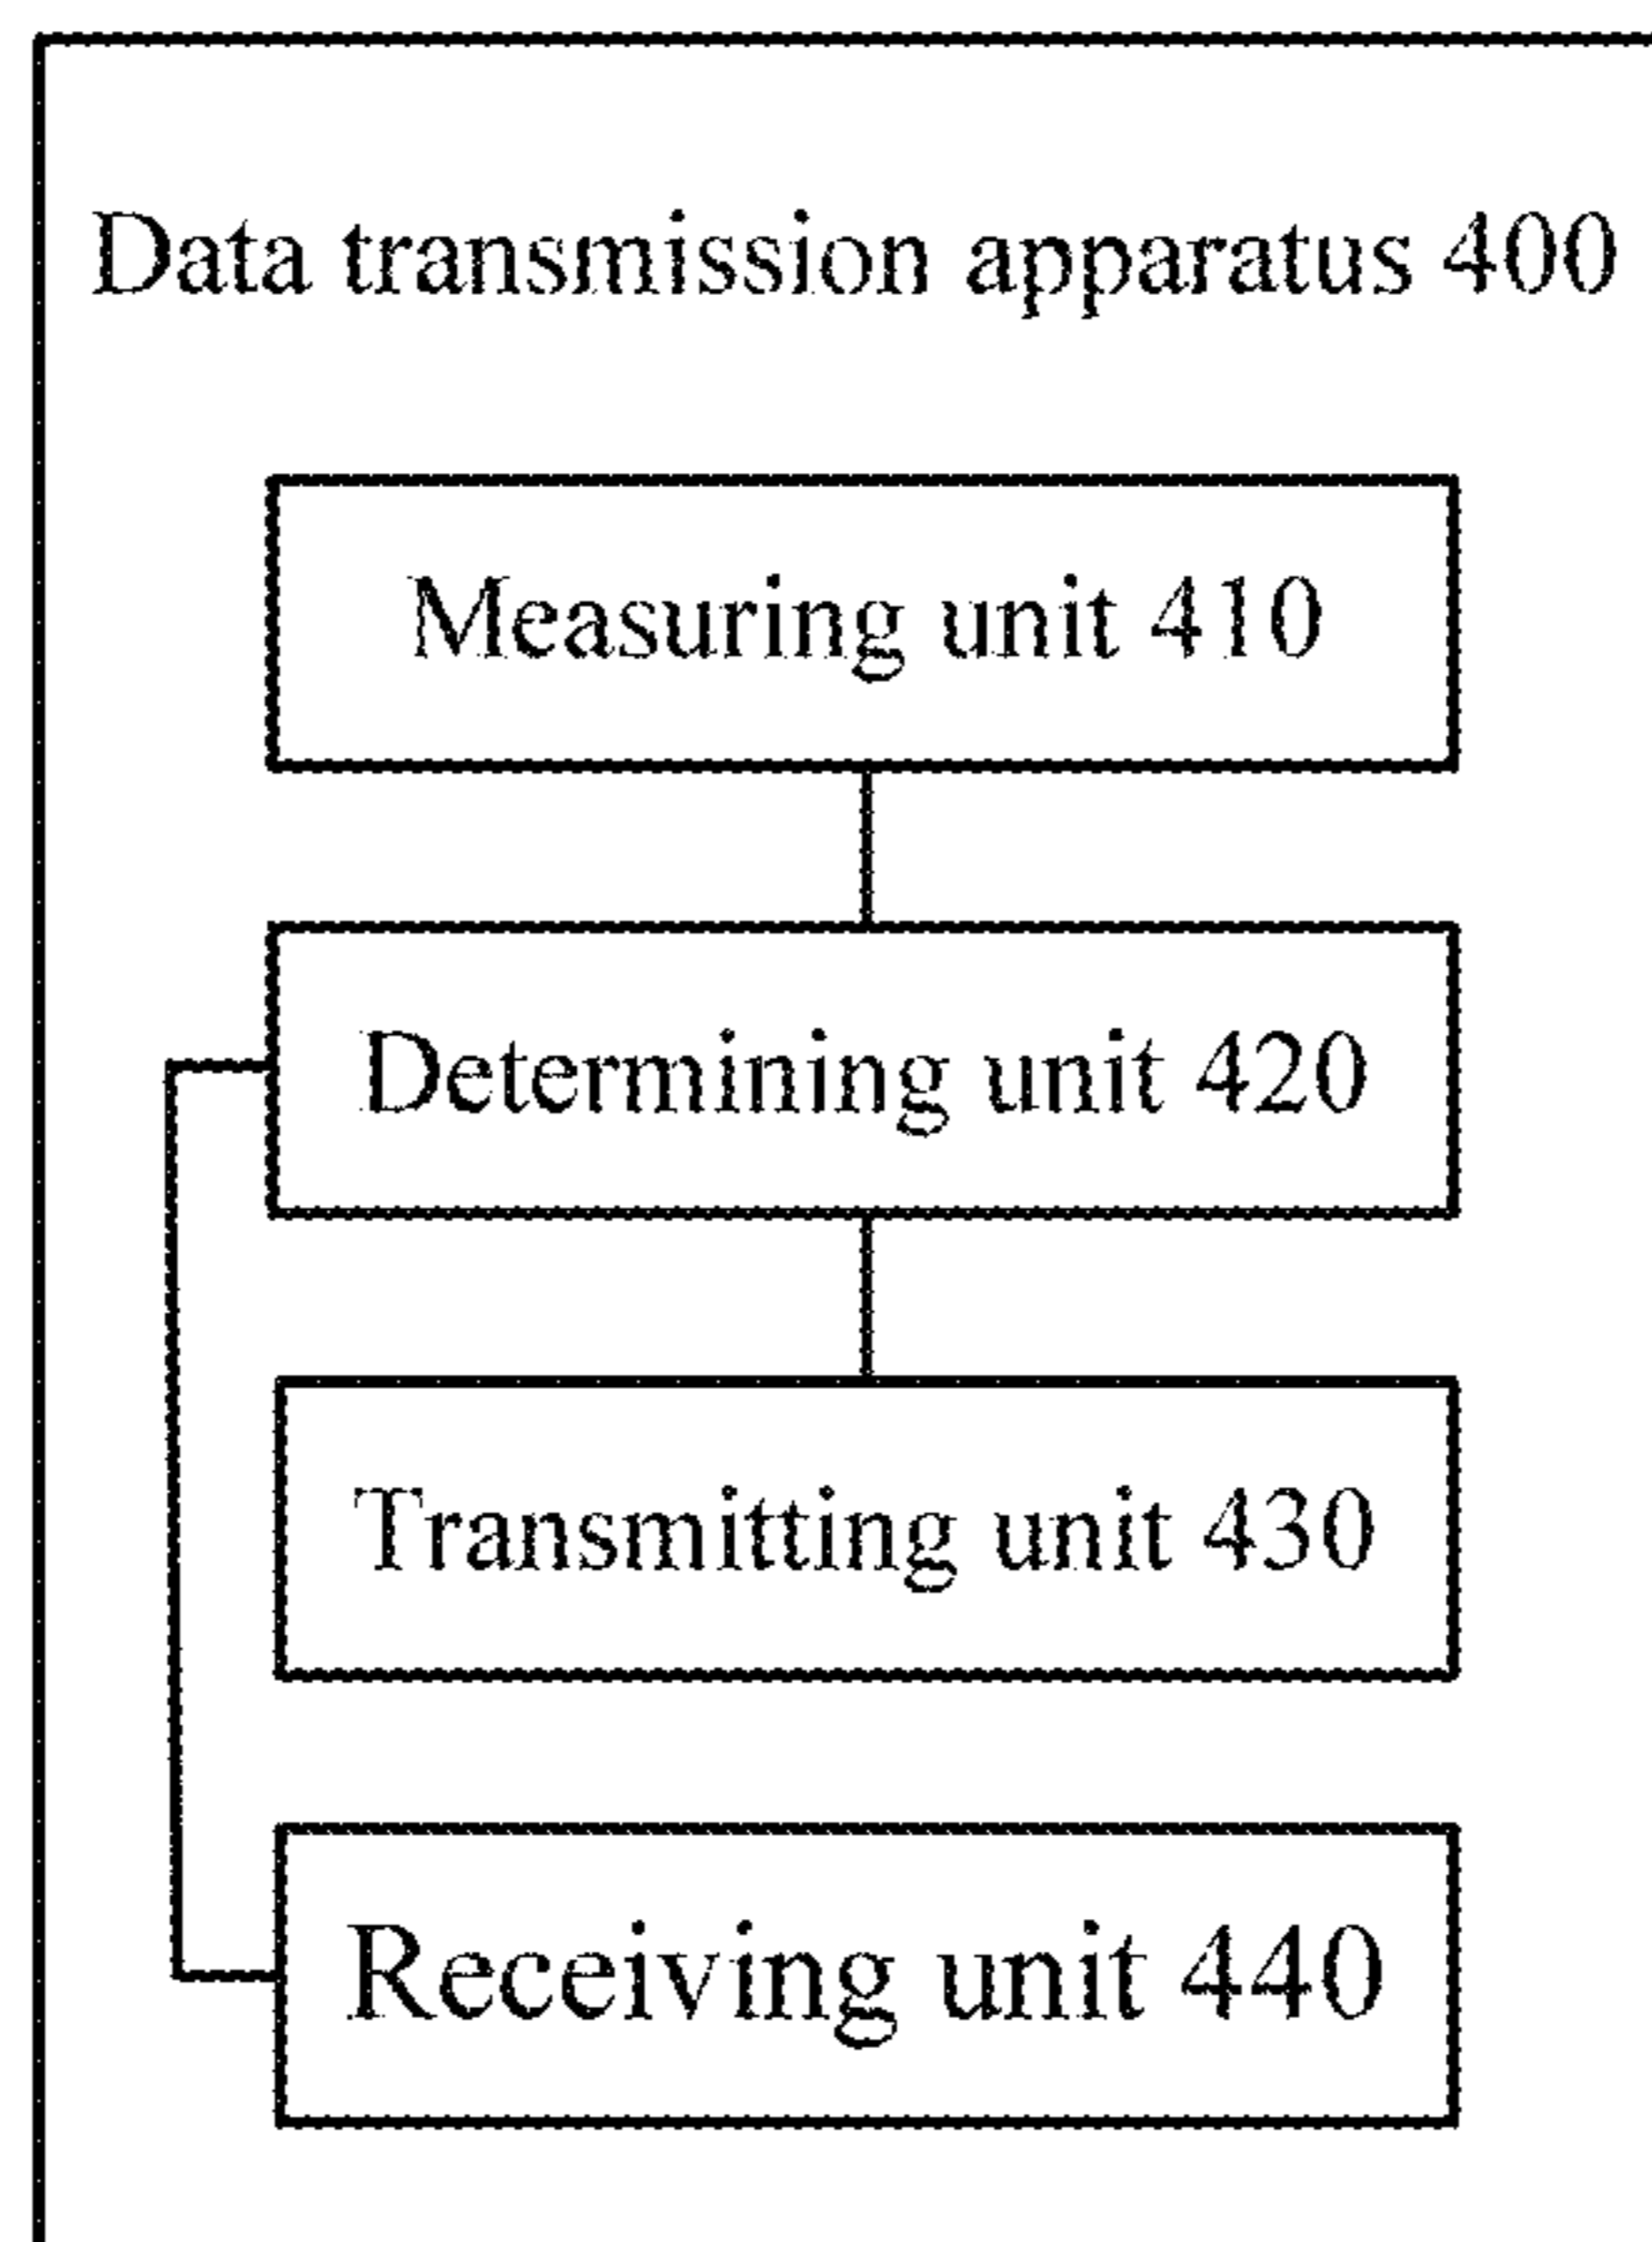 Data transmission apparatus 400
Measuring unit 410
Determining unit 420
Transmitting unit 430
Receiving unit 440